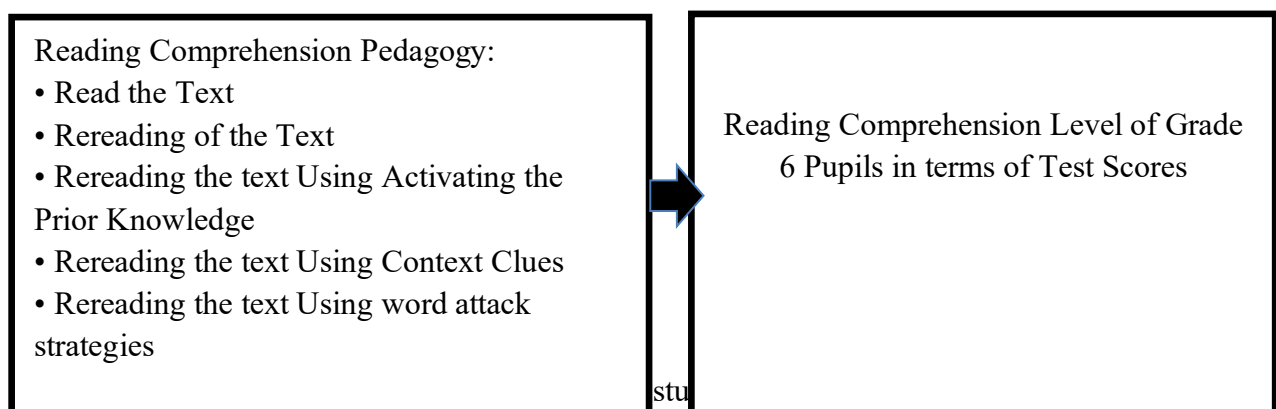 Reading Comprehension Pedagogy:
• Read the Text
• Rereading of the Text
• Rereading the text Using Activating the
Prior Knowledge
• Rereading the text Using Context Clues
• Rereading the text Using word attack
strategies
Reading Comprehension Level of Grade
6 Pupils in terms of Test Scores
stu